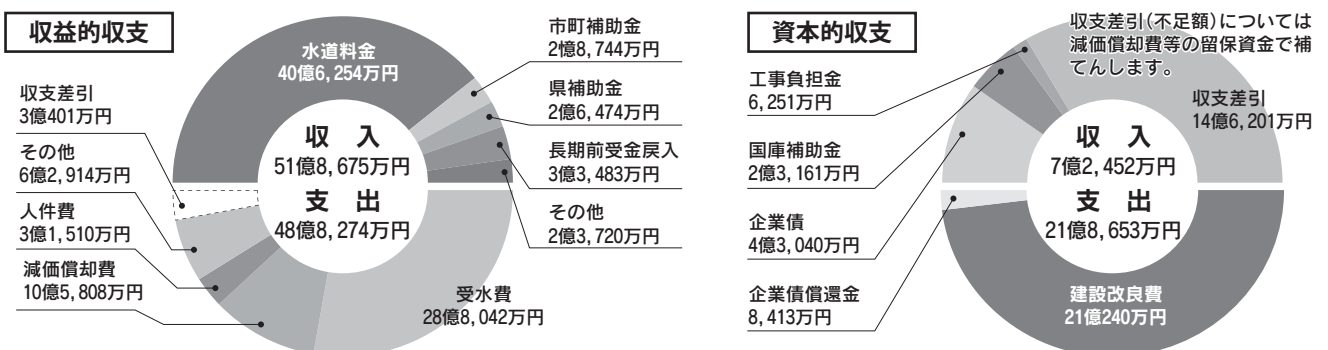 収益的収支
水道料金
40億6,254万円
市町補助金
2億8,744万円
県補助金
2億6,474万円
長期前受金戻入
3億3,483万円
その他
2億3,720万円
収入
51億8,675万円
支出
48億8,274万円
収支差引
3億401万円
その他
6億2,914万円
人件費
3億1,510万円
減価償却費
10億5,808万円
受水費
28億8,042万円
資本的収支
収支差引(不足額)については
減価償却費等の留保資金で補
てんします。
収支差引
14億6,201万円
工事負担金
6,251万円
国庫補助金
2億3,161万円
企業債
4億3,040万円
企業債償還金
8,413万円
収入
7億2,452万円
支出
21億8,653万円
建設改良費
21億240万円